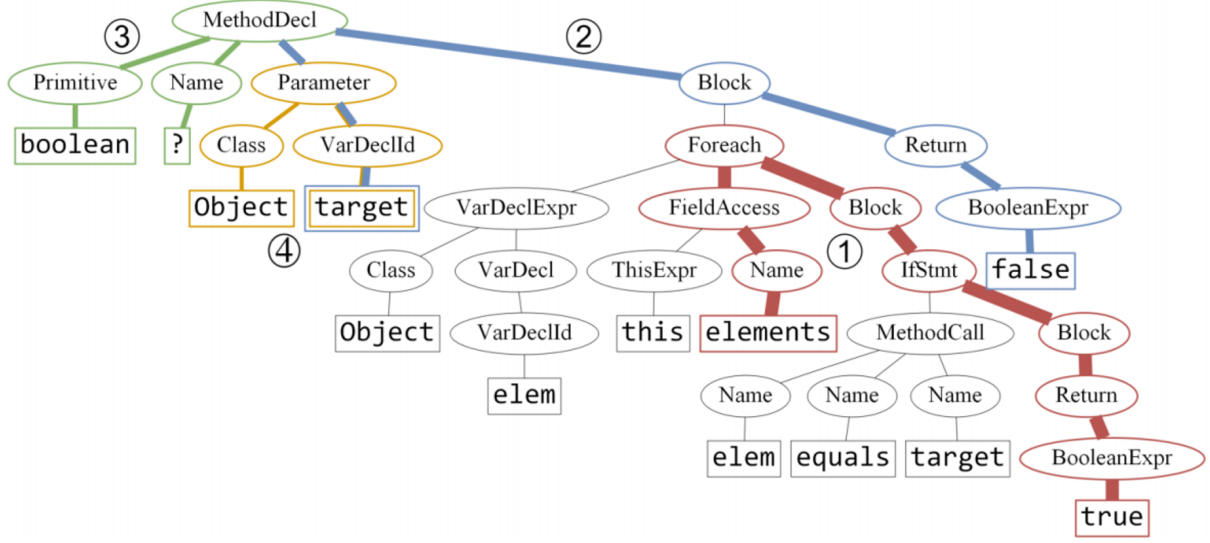 MethodDecl
③ ②
Primitive Name Parameter Block
boolean ? Class VarDeclId Foreach Return
Object target VarDeclExpr FieldAccess Block BooleanExpr
④ ①
Class VarDecl ThisExpr Name IfStmt false
Object VarDeclId this elements MethodCall Block
elem Name Name Name Return
elem equals target BooleanExpr
true